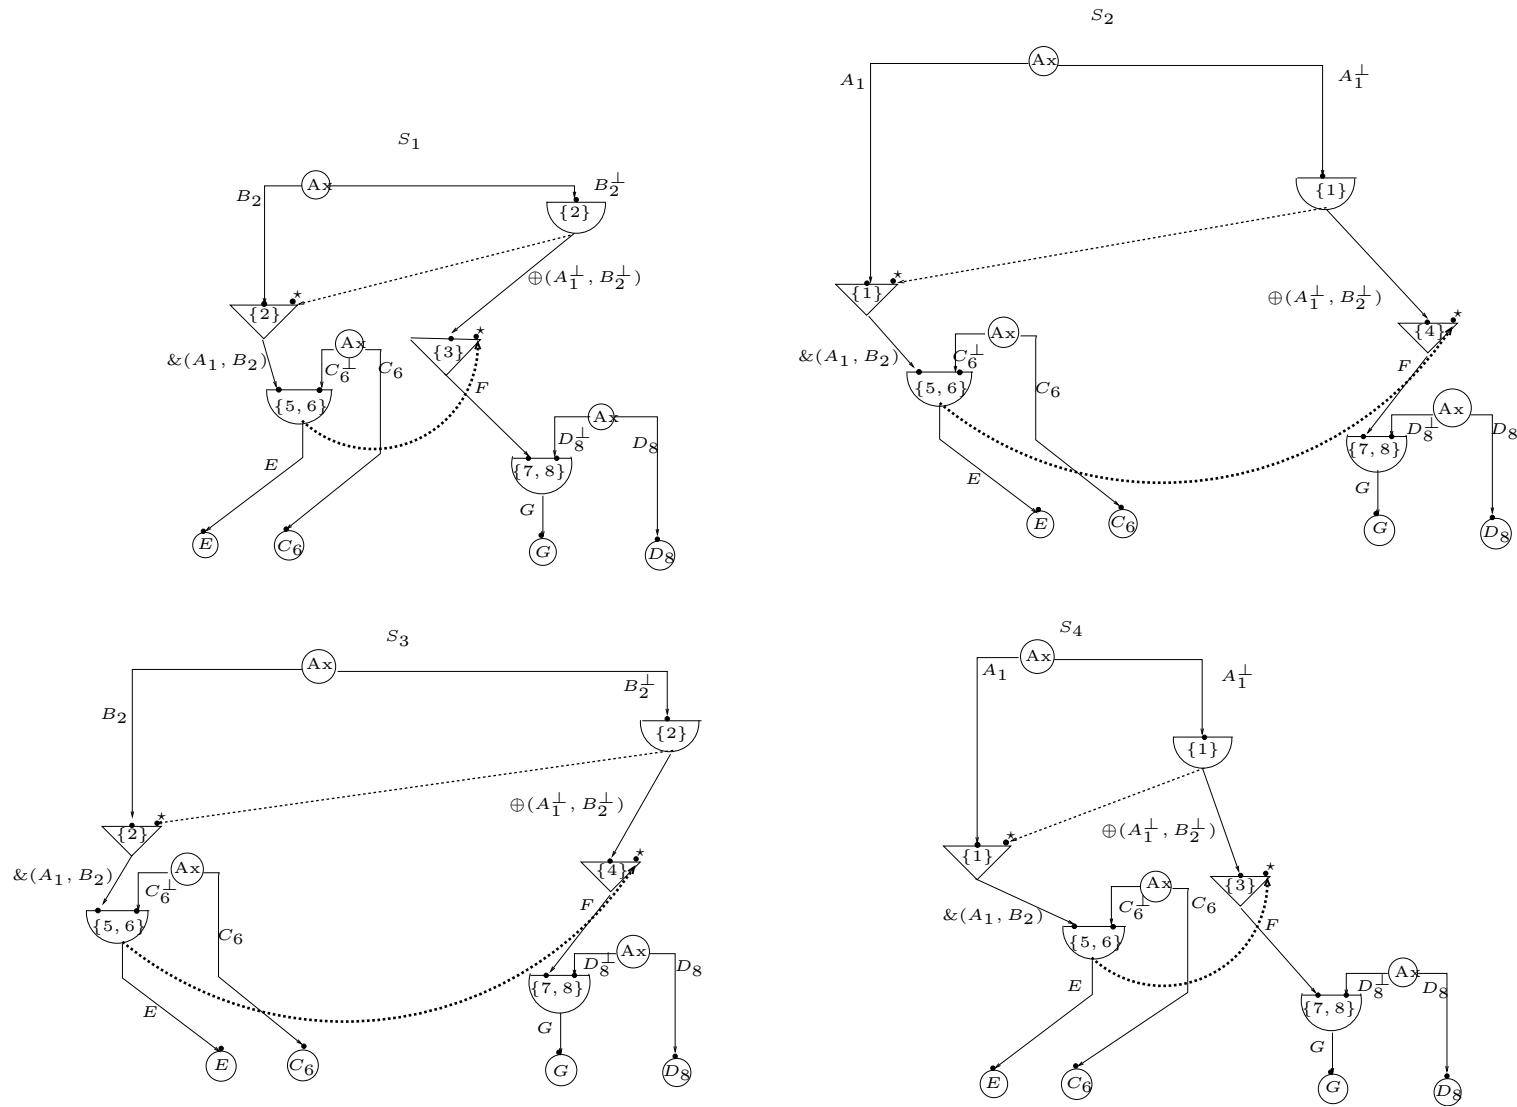 S₁
Ax
B₂
B₂⊥
{2}
⊕(A₁⊥, B₂⊥)
⋆
{2}
⋆
Ax
{3}
&(A₁, B₂)
C₆⊥
C₆
F
{5, 6}
Ax
D₈⊥
D₈
E
{7, 8}
G
E
C₆
G
D₈
S₂
Ax
A₁
A₁⊥
{1}
⋆
{1}
⊕(A₁⊥, B₂⊥)
⋆
Ax
{4}
&(A₁, B₂)
C₆⊥
F
{5, 6}
C₆
Ax
D₈⊥
D₈
{7, 8}
E
G
E
C₆
G
D₈
S₃
Ax
B₂⊥
B₂
{2}
⊕(A₁⊥, B₂⊥)
⋆
{2}
⋆
Ax
{4}
&(A₁, B₂)
C₆⊥
F
{5, 6}
C₆
Ax
D₈⊥
D₈
{7, 8}
E
G
E
C₆
G
D₈
S₄
Ax
A₁
A₁⊥
{1}
⊕(A₁⊥, B₂⊥)
⋆
{1}
⋆
Ax
{3}
&(A₁, B₂)
C₆⊥
C₆
F
{5, 6}
Ax
E
D₈⊥
D₈
{7, 8}
G
E
C₆
G
D₈